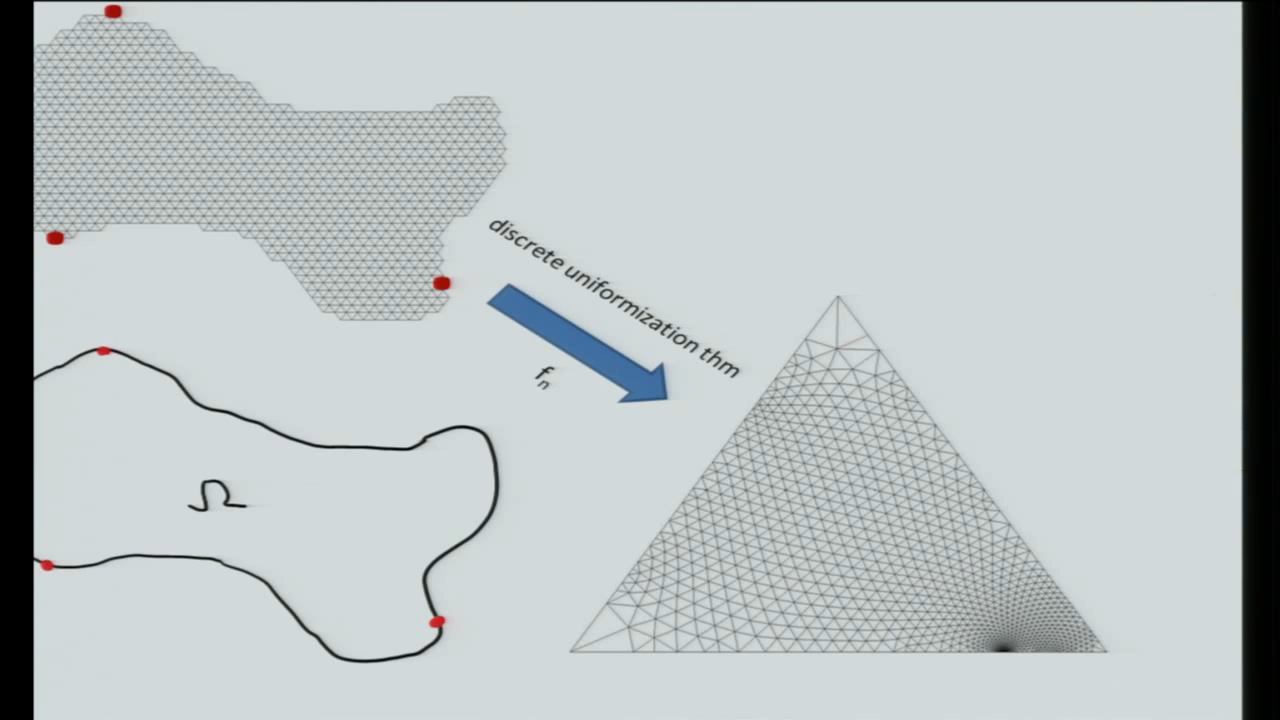 discrete uniformization thm
fn
Ω